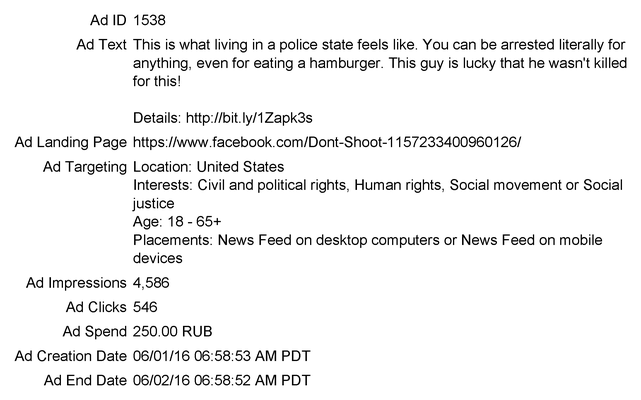 Ad ID 1538
Ad Text This is what living in a police state feels like. You can be arrested literally for
anything, even for eating a hamburger. This guy is lucky that he wasn't killed
for this!
Details: http://bit.ly/1Zapk3s
Ad Landing Page https://www.facebook.com/Dont-Shoot-1157233400960126/
Ad Targeting Location: United States
Interests: Civil and political rights, Human rights, Social movement or Social
justice
Age: 18 - 65+
Placements: News Feed on desktop computers or News Feed on mobile
devices
Ad Impressions 4,586
Ad Clicks 546
Ad Spend 250.00 RUB
Ad Creation Date 06/01/16 06:58:53 AM PDT
Ad End Date 06/02/16 06:58:52 AM PDT